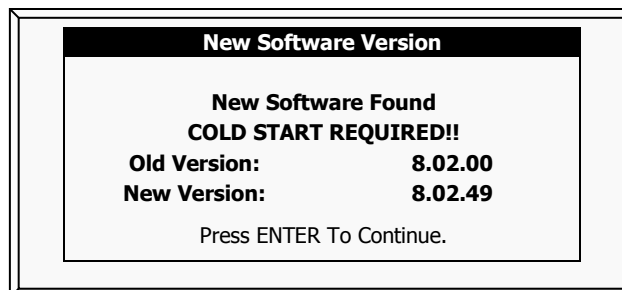 New Software Version
New Software Found
COLD START REQUIRED!!
Old Version: 8.02.00
New Version: 8.02.49
Press ENTER To Continue.